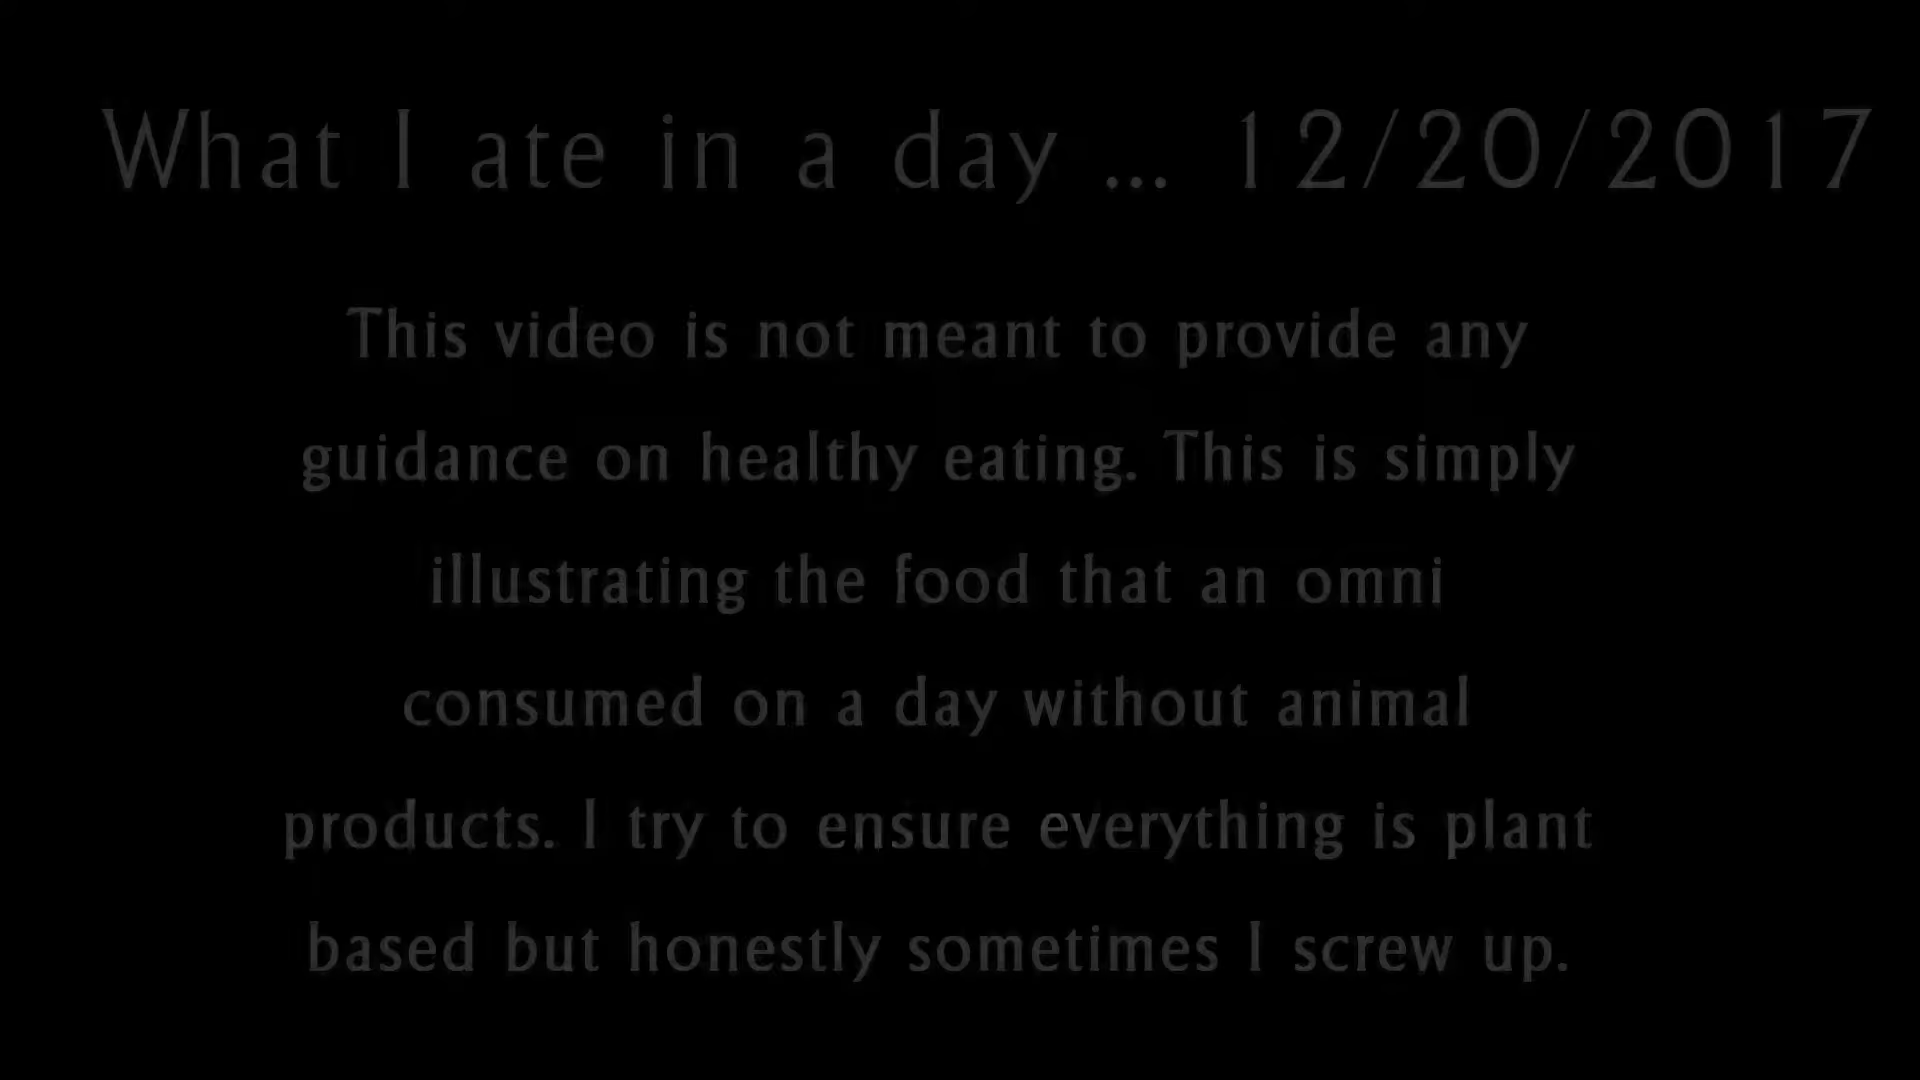 What I ate in a day ... 12/20/2017
This video is not meant to provide any
guidance on healthy eating. This is simply
illustrating the food that an omni
consumed on a day without animal
products. I try to ensure everything is plant
based but honestly sometimes I screw up.